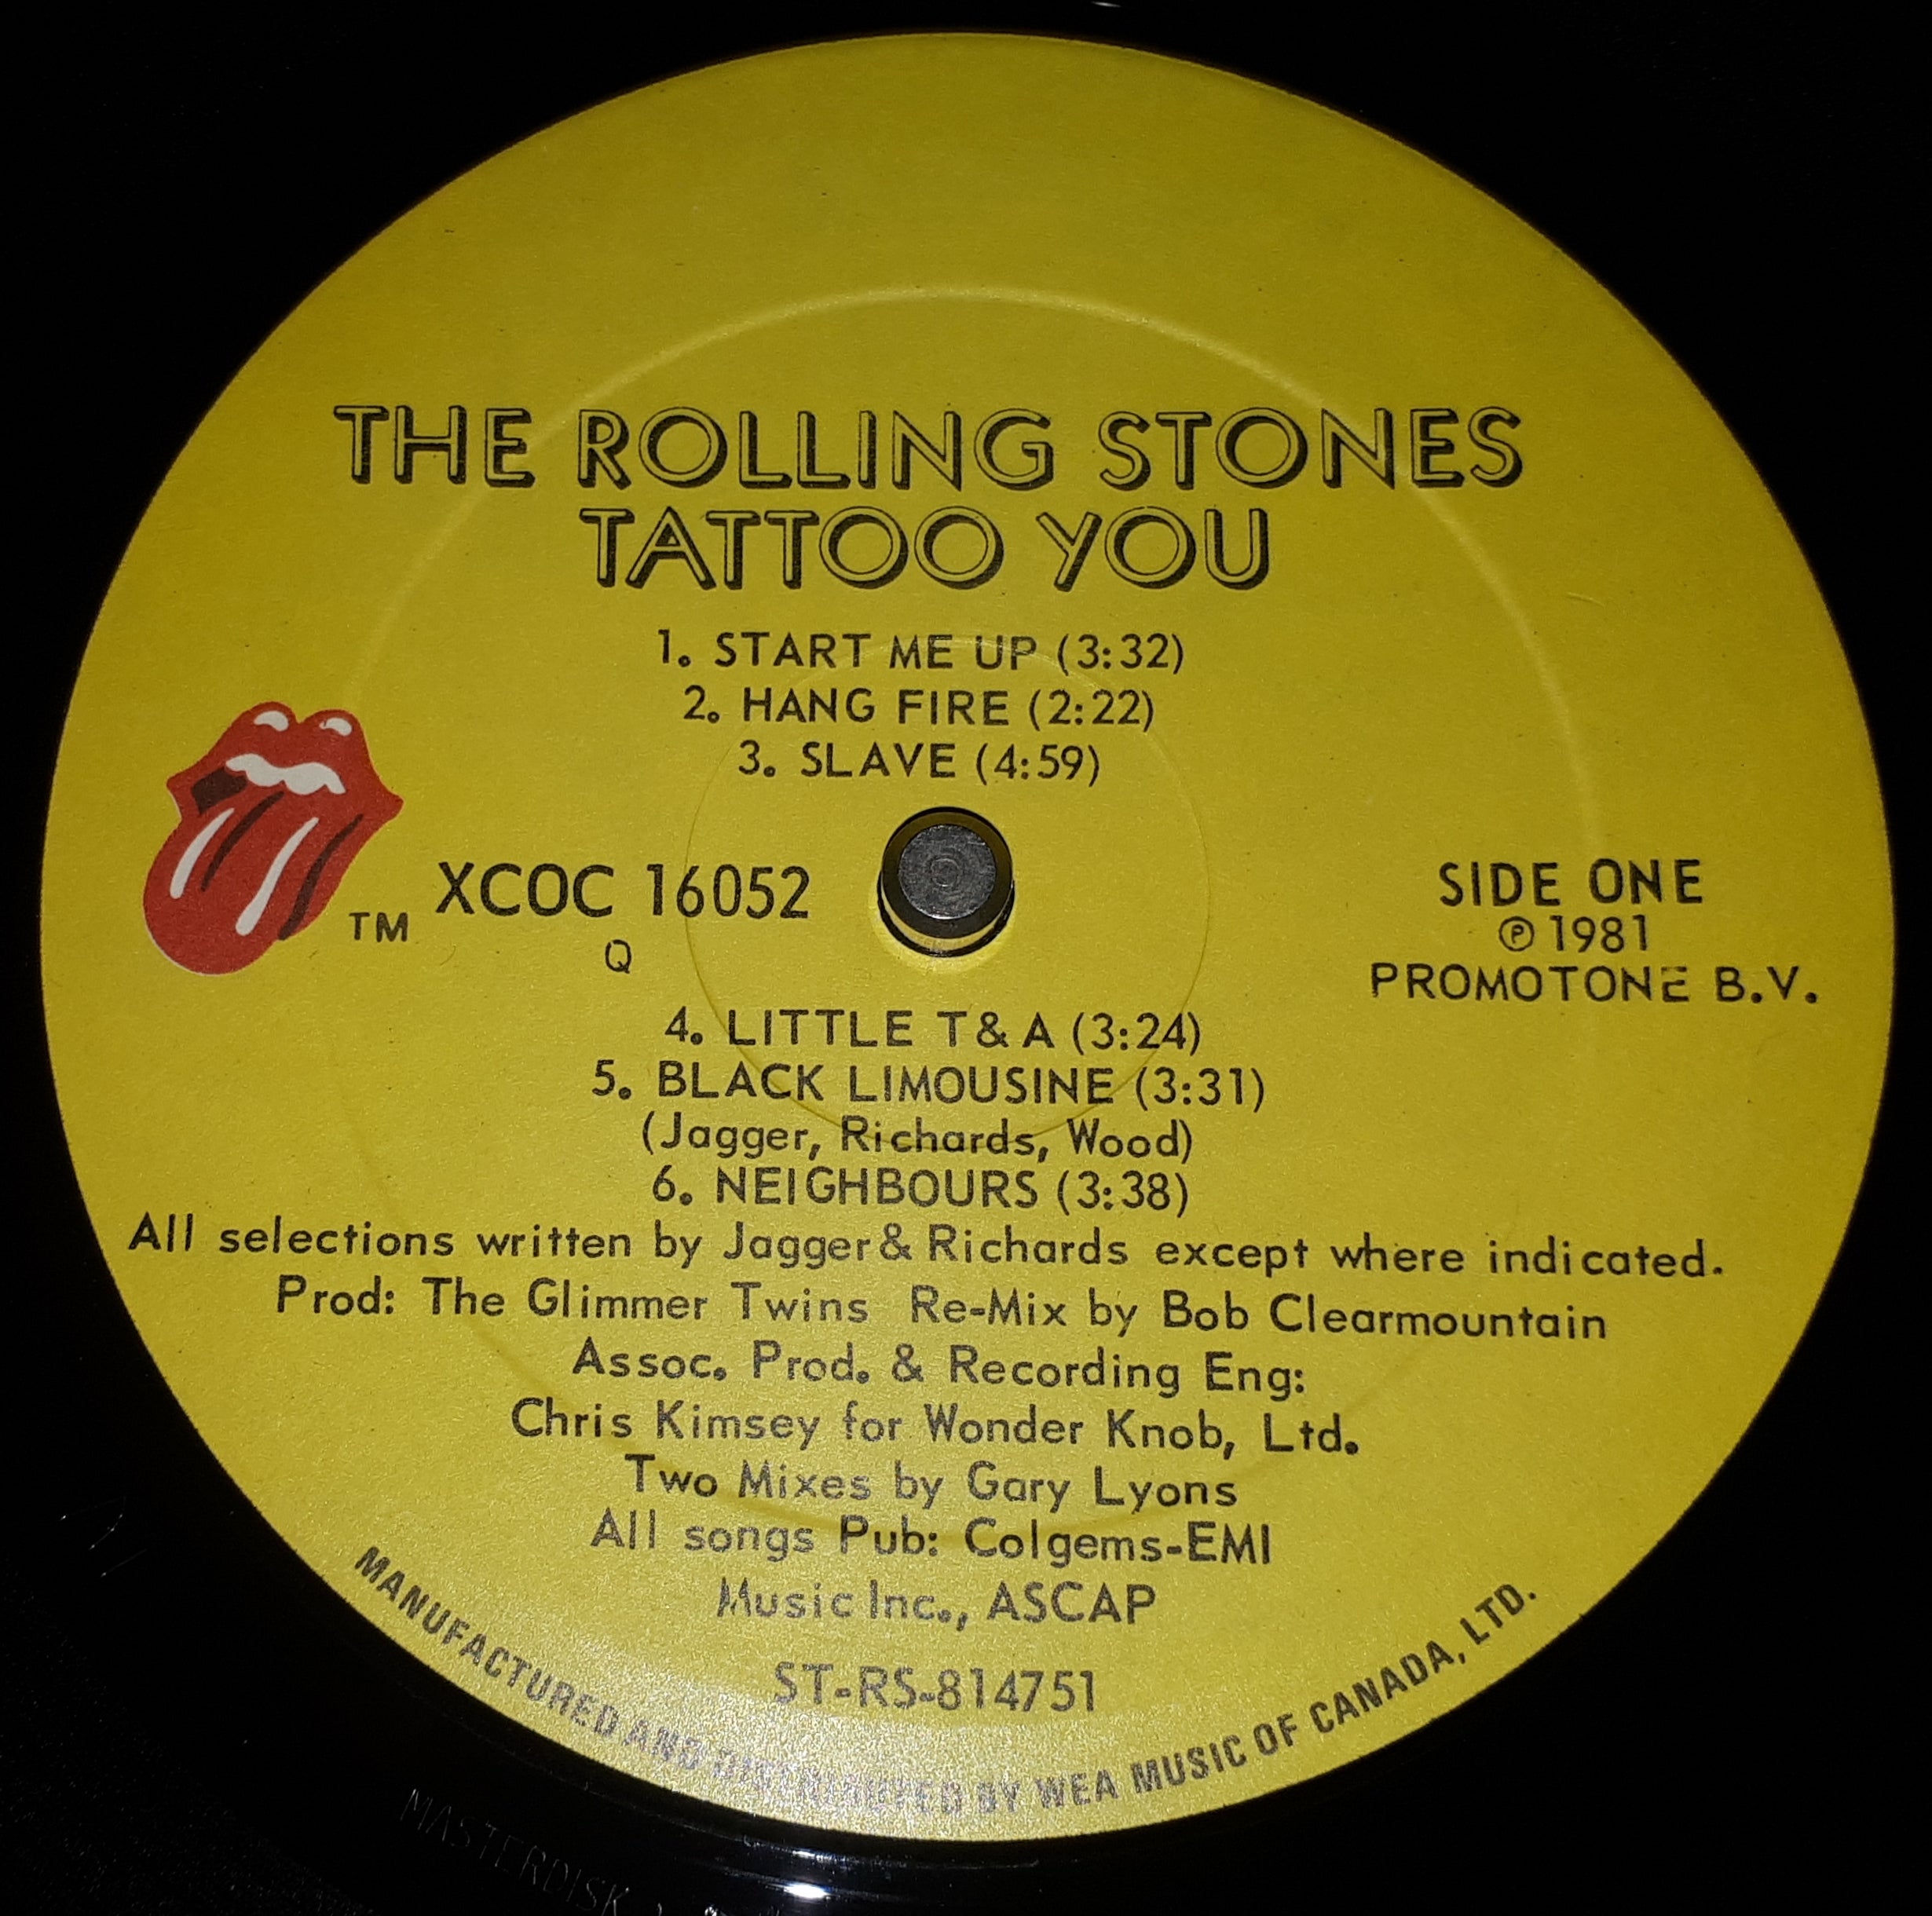 THE ROLLING STONES
TATTOO YOU
1. START ME UP (3:32)
2. HANG FIRE (2:22)
3. SLAVE (4:59)
TM
XCOC 16052
Q
SIDE ONE
℗ 1981
PROMOTONE B.V.
4. LITTLE T & A (3:24)
5. BLACK LIMOUSINE (3:31)
(Jagger, Richards, Wood)
6. NEIGHBOURS (3:38)
All selections written by Jagger & Richards except where indicated.
Prod: The Glimmer Twins Re-Mix by Bob Clearmountain
Assoc. Prod. & Recording Eng:
Chris Kimsey for Wonder Knob, Ltd.
Two Mixes by Gary Lyons
All songs Pub: Colgems-EMI
Music Inc., ASCAP
ST-RS-814751
MANUFACTURED AND DISTRIBUTED BY WEA MUSIC OF CANADA, LTD.
MASTERDISK